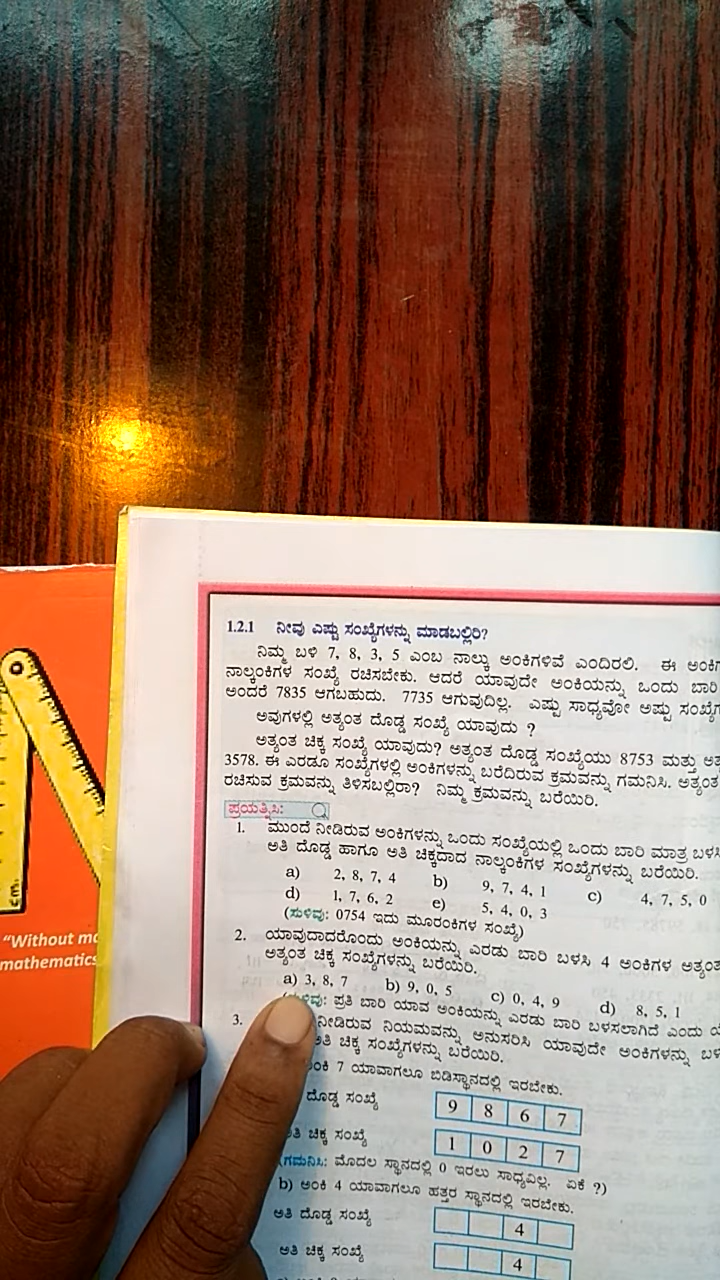 1.2.1 ನೀವು ಎಷ್ಟು ಸಂಖ್ಯೆಗಳನ್ನು ಮಾಡಬಲ್ಲಿರಿ?
ನಿಮ್ಮ ಬಳಿ 7, 8, 3, 5 ಎಂಬ ನಾಲ್ಕು ಅಂಕಿಗಳಿವೆ ಎಂದಿರಲಿ. ಈ
ನಾಲ್ಕಂಕಿಗಳ ಸಂಖ್ಯೆ ರಚಿಸಬೇಕು. ಆದರೆ ಯಾವುದೇ ಅಂಕಿಯನ್ನು ಒಂದು ಬಾರಿ
ಅಂದರೆ 7835 ಆಗಬಹುದು. 7735 ಆಗುವುದಿಲ್ಲ. ಎಷ್ಟು ಸಾಧ್ಯವೋ ಅಷ್ಟು
ಅವುಗಳಲ್ಲಿ ಅತ್ಯಂತ ದೊಡ್ಡ ಸಂಖ್ಯೆ ಯಾವುದು ?
ಅತ್ಯಂತ ಚಿಕ್ಕ ಸಂಖ್ಯೆ ಯಾವುದು? ಅತ್ಯಂತ ದೊಡ್ಡ ಸಂಖ್ಯೆಯು 8753 ಮತ್ತು
3578. ಈ ಎರಡೂ ಸಂಖ್ಯೆಗಳಲ್ಲಿ ಅಂಕಿಗಳನ್ನು ಬರೆದಿರುವ ಕ್ರಮವನ್ನು ಗಮನಿಸಿ.
ರಚಿಸುವ ಕ್ರಮವನ್ನು ತಿಳಿಸಬಲ್ಲಿರಾ? ನಿಮ್ಮ ಕ್ರಮವನ್ನು ಬರೆಯಿರಿ.
ಪ್ರಯತ್ನಿಸಿ:
1. ಮುಂದೆ ನೀಡಿರುವ ಅಂಕಿಗಳನ್ನು ಒಂದು ಸಂಖ್ಯೆಯಲ್ಲಿ ಒಂದು ಬಾರಿ ಮಾತ್ರ
ಅತಿ ದೊಡ್ಡ ಹಾಗೂ ಅತಿ ಚಿಕ್ಕದಾದ ನಾಲ್ಕಂಕಿಗಳ ಸಂಖ್ಯೆಗಳನ್ನು ಬರೆಯಿರಿ.
a) 2, 8, 7, 4 b) 9, 7, 4, 1 c) 4, 7, 5, 0
d) 1, 7, 6, 2 e) 5, 4, 0, 3
(ಸುಳಿವು: 0754 ಇದು ಮೂರಂಕಿಗಳ ಸಂಖ್ಯೆ)
2. ಯಾವುದಾದರೊಂದು ಅಂಕಿಯನ್ನು ಎರಡು ಬಾರಿ ಬಳಸಿ 4 ಅಂಕಿಗಳ
ಅತ್ಯಂತ ಚಿಕ್ಕ ಸಂಖ್ಯೆಗಳನ್ನು ಬರೆಯಿರಿ.
a) 3, 8, 7 b) 9, 0, 5 c) 0, 4, 9 d) 8, 5, 1
ಪ್ರತಿ ಬಾರಿ ಯಾವ ಅಂಕಿಯನ್ನು ಎರಡು ಬಾರಿ ಬಳಸಲಾಗಿದೆ ಎಂದು
3. ನೀಡಿರುವ ನಿಯಮವನ್ನು ಅನುಸರಿಸಿ ಯಾವುದೇ ಅಂಕಿಗಳನ್ನು
ಚಿಕ್ಕ ಸಂಖ್ಯೆಗಳನ್ನು ಬರೆಯಿರಿ.
7 ಯಾವಾಗಲೂ ಬಿಡಿಸ್ಥಾನದಲ್ಲಿ ಇರಬೇಕು.
ದೊಡ್ಡ ಸಂಖ್ಯೆ 9 8 6 7
ಚಿಕ್ಕ ಸಂಖ್ಯೆ 1 0 2 7
(ಗಮನಿಸಿ: ಮೊದಲ ಸ್ಥಾನದಲ್ಲಿ 0 ಇರಲು ಸಾಧ್ಯವಿಲ್ಲ. ಏಕೆ ?)
b) ಅಂಕಿ 4 ಯಾವಾಗಲೂ ಹತ್ತರ ಸ್ಥಾನದಲ್ಲಿ ಇರಬೇಕು.
ಅತಿ ದೊಡ್ಡ ಸಂಖ್ಯೆ 4
ಅತಿ ಚಿಕ್ಕ ಸಂಖ್ಯೆ 4
cm.
"Without
mathematics